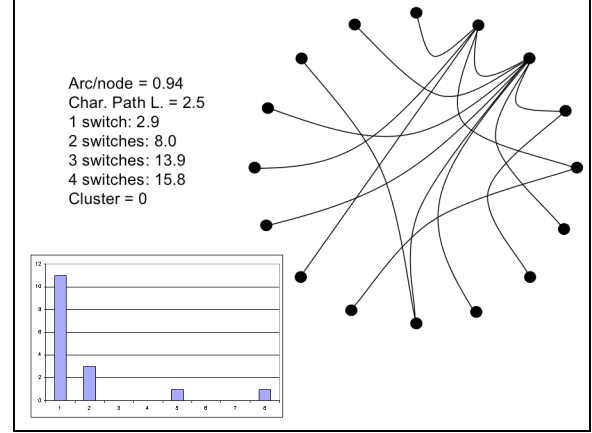 Arc/node = 0.94
Char. Path L. = 2.5
1 switch: 2.9
2 switches: 8.0
3 switches: 13.9
4 switches: 15.8
Cluster = 0
12
10
8
6
4
2
0
1 2 3 4 5 6 7 8